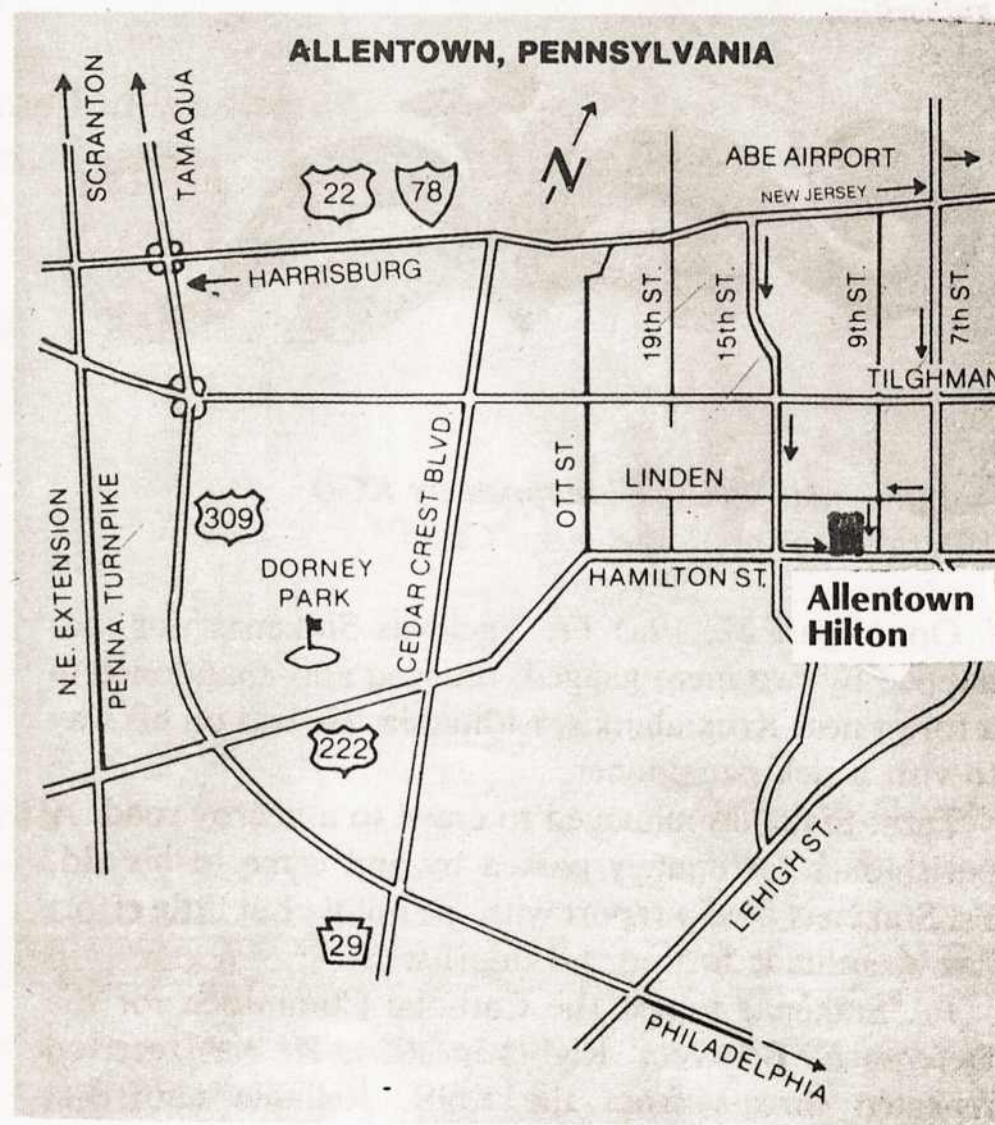 ALLENTOWN, PENNSYLVANIA
SCRANTON
TAMAQUA
N
22
78
ABE AIRPORT
NEW JERSEY
HARRISBURG
19th ST.
15th ST.
9th ST.
7th ST.
TILGHMAN
CEDAR CREST BLVD.
OTT ST.
LINDEN
N.E. EXTENSION
PENNA. TURNPIKE
309
DORNEY
PARK
HAMILTON ST.
Allentown
Hilton
222
LEHIGH ST.
29
PHILADELPHIA